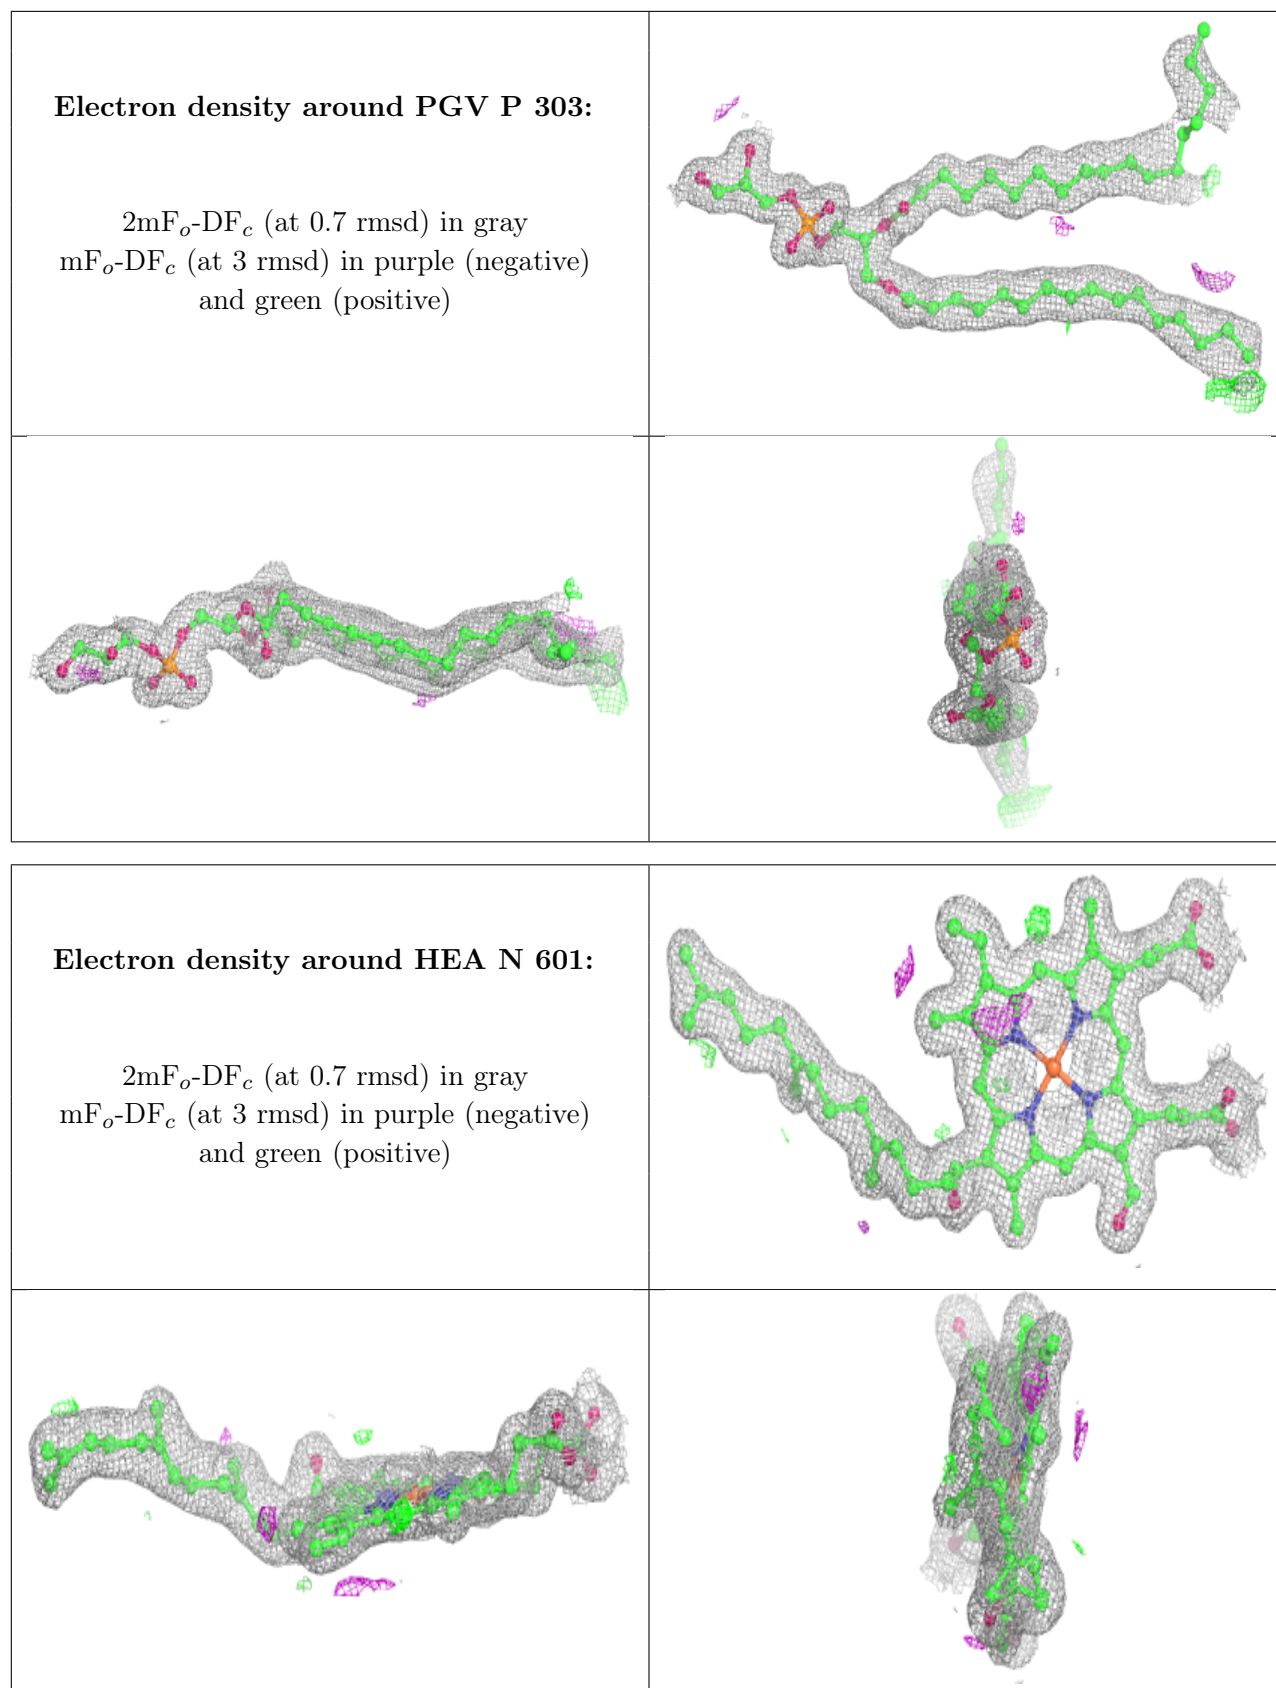 Electron density around PGV P 303:
2mFo-DFc (at 0.7 rmsd) in gray
mFo-DFc (at 3 rmsd) in purple (negative)
and green (positive)
Electron density around HEA N 601:
2mFo-DFc (at 0.7 rmsd) in gray
mFo-DFc (at 3 rmsd) in purple (negative)
and green (positive)